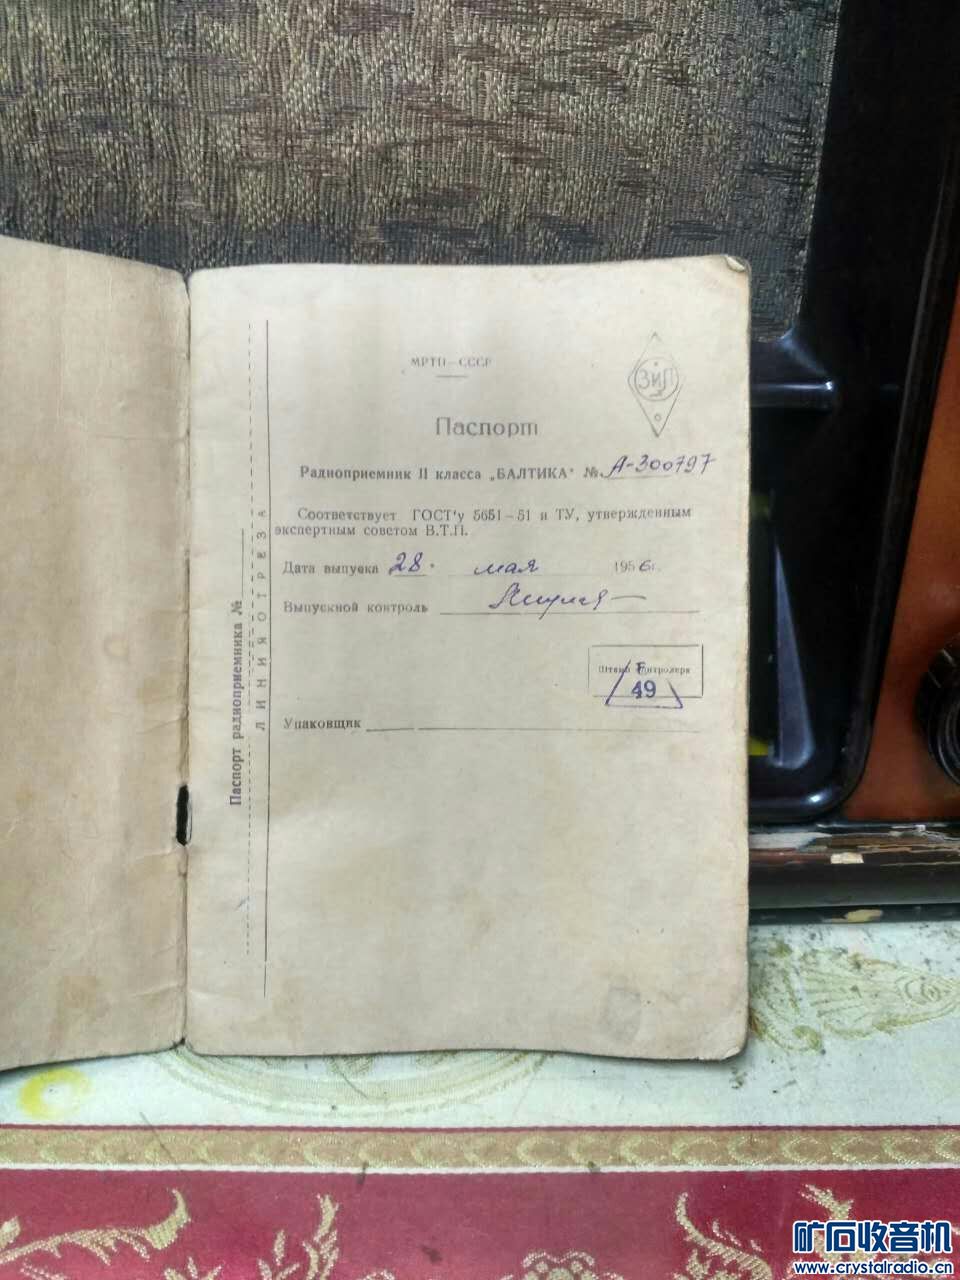 МРТП—СССР
ЗиЛ
Паспорт
Радиоприемник II класса „БАЛТИКА" № А-300797
Соответствует ГОСТ'у 5651-51 и ТУ, утвержденным
экспертным советом В.Т.П.
Дата выпуска 28. мая 1956 г.
Выпускной контроль
Штамп контролера
49
Упаковщик
Паспорт радиоприемника №
ЛИНИЯ ОТРЕЗА
矿石收音机
www.crystalradio.cn